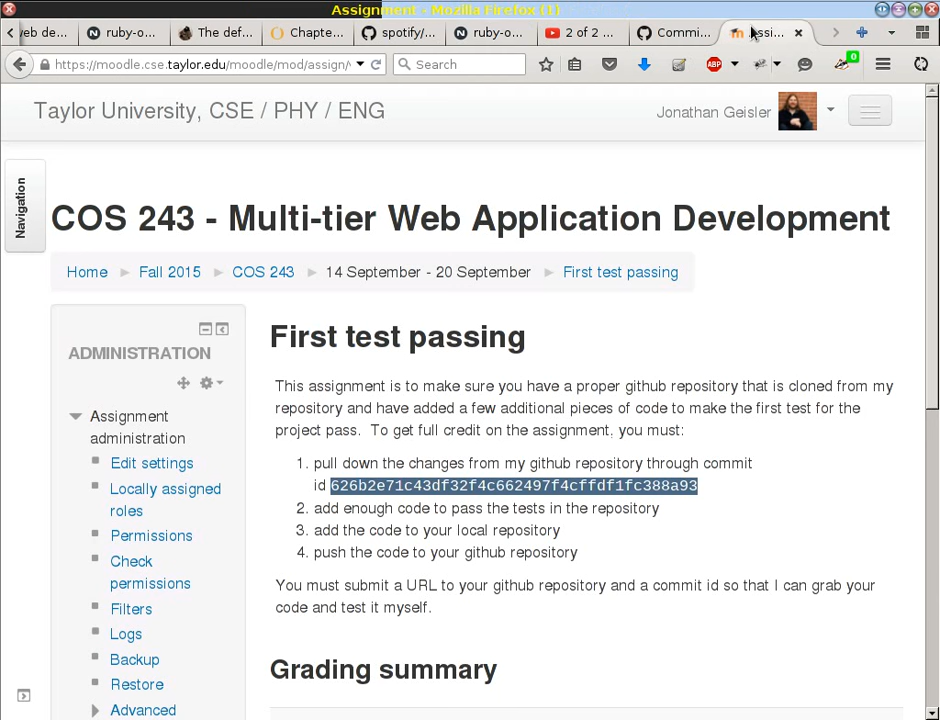 Assignment - Mozilla Firefox (1)
web de...
ruby-o...
The def...
Chapte...
spotify/...
ruby-o...
2 of 2 ...
Commi...
Assi...
https://moodle.cse.taylor.edu/moodle/mod/assign/
Search
ABP
0
Taylor University, CSE / PHY / ENG
Jonathan Geisler
Navigation
COS 243 - Multi-tier Web Application Development
Home
Fall 2015
COS 243
14 September - 20 September
First test passing
ADMINISTRATION
Assignment
administration
Edit settings
Locally assigned
roles
Permissions
Check
permissions
Filters
Logs
Backup
Restore
Advanced
First test passing
This assignment is to make sure you have a proper github repository that is cloned from my
repository and have added a few additional pieces of code to make the first test for the
project pass.  To get full credit on the assignment, you must:
1. pull down the changes from my github repository through commit
id 626b2e71c43df32f4c662497f4cffdf1fc388a93
2. add enough code to pass the tests in the repository
3. add the code to your local repository
4. push the code to your github repository
You must submit a URL to your github repository and a commit id so that I can grab your
code and test it myself.
Grading summary